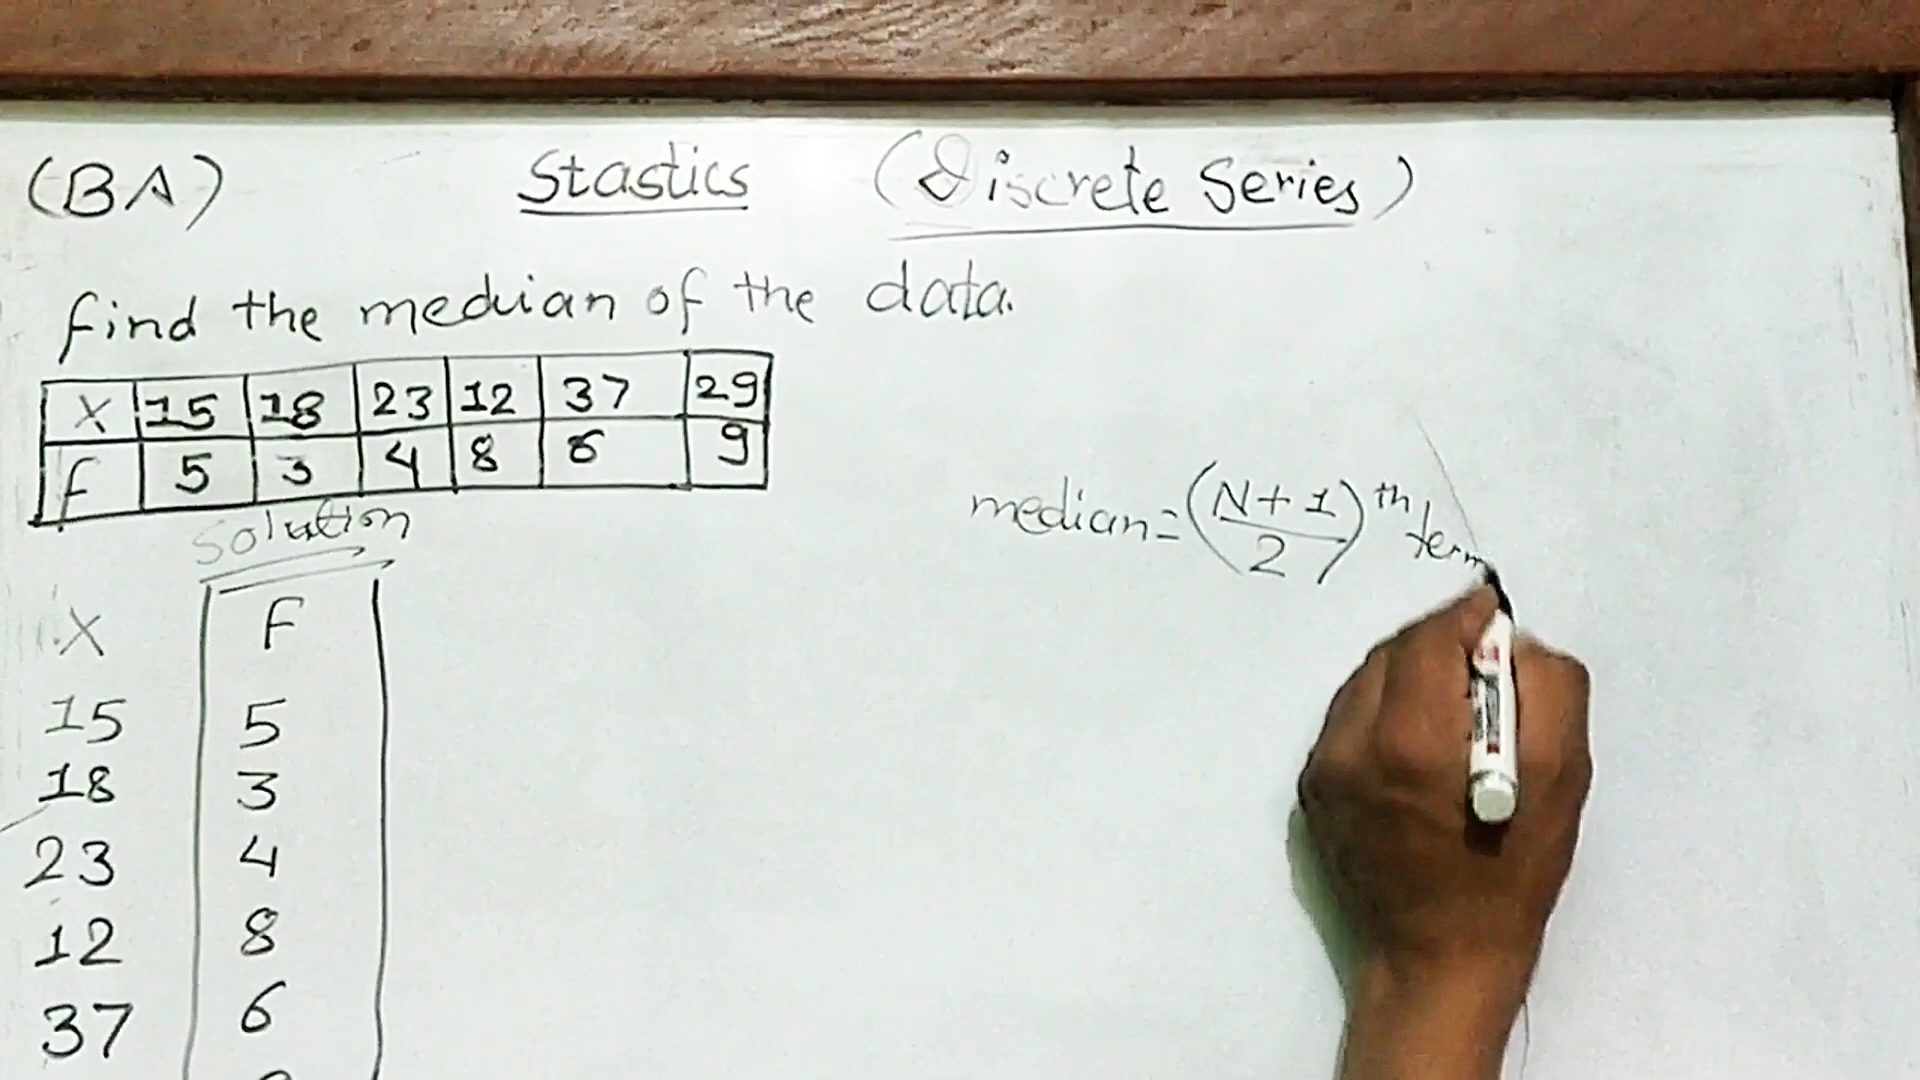 (BA) Stastics (Discrete Series)
find the median of the data.
X 15 18 23 12 37 29
F 5 3 4 8 6 9
Solution
X F
15 5
18 3
23 4
12 8
37 6
median = (N+1/2)th term